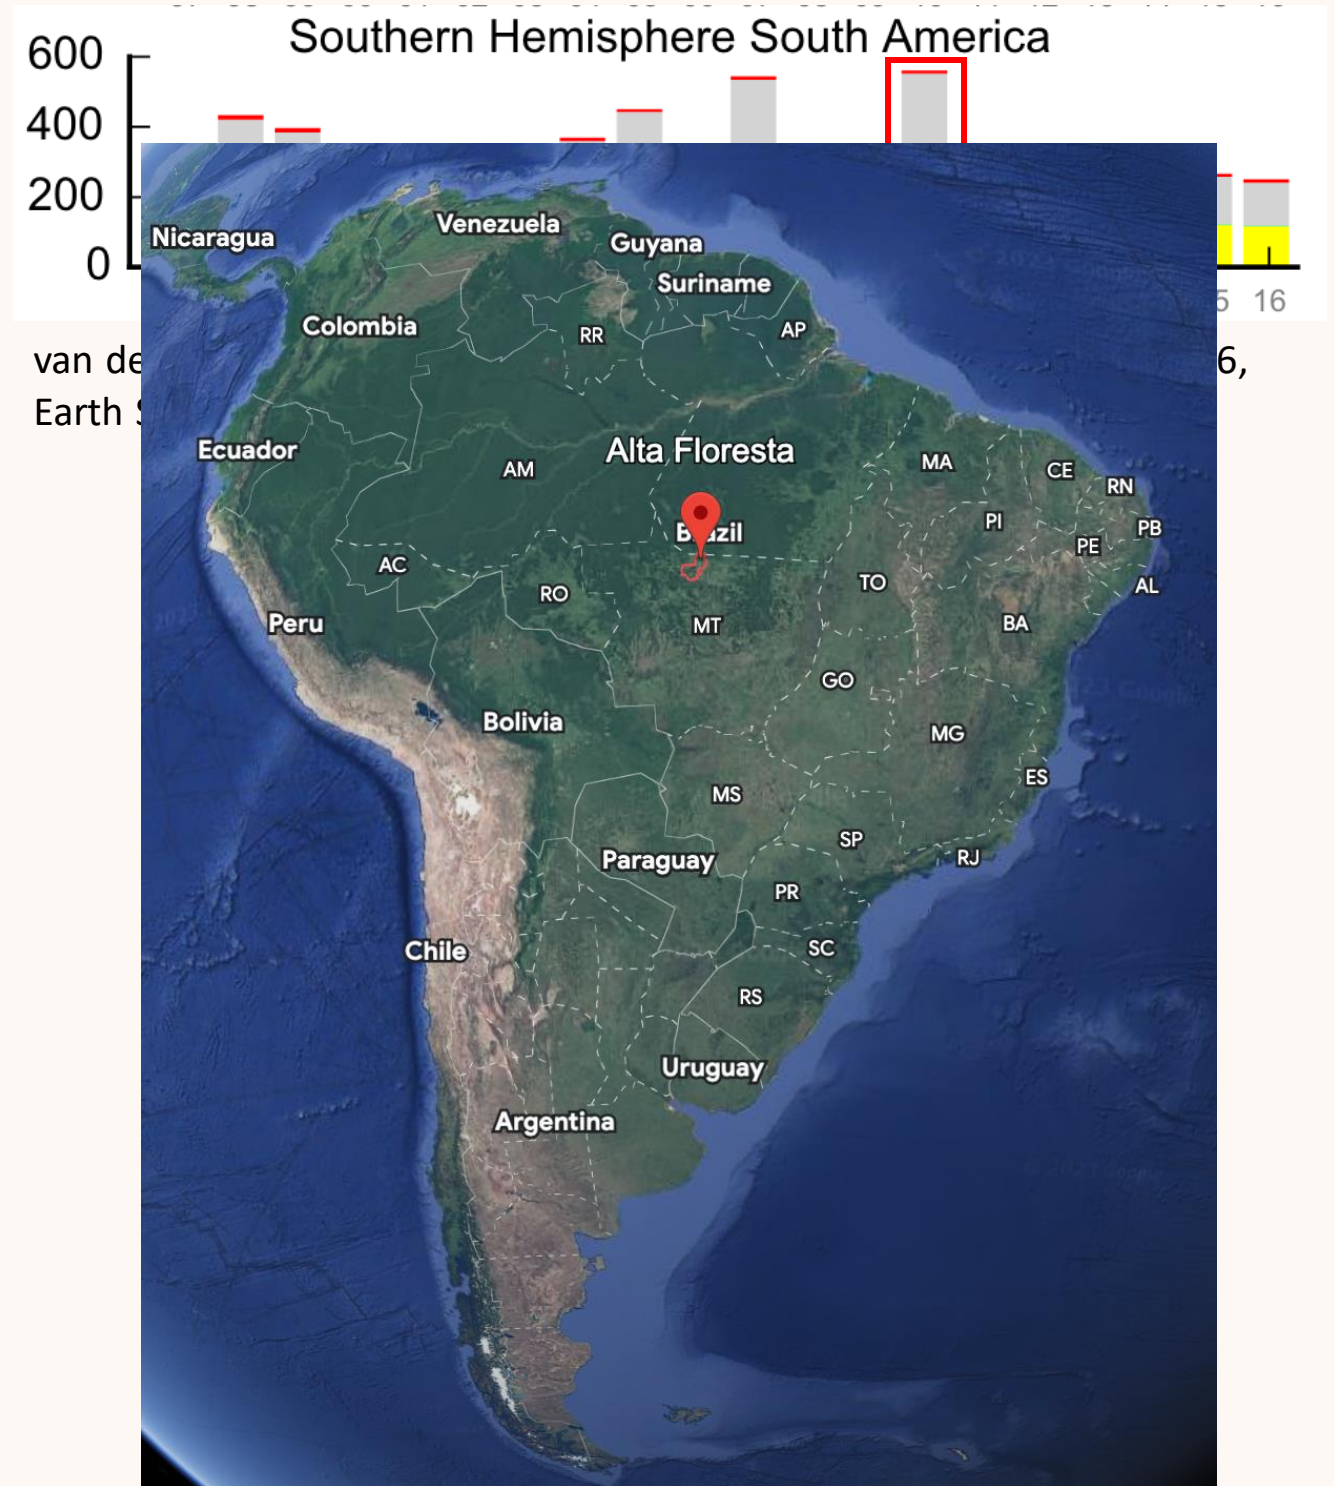 Southern Hemisphere South America
600
400
200
0
16
van de
6,
Earth
Nicaragua
Venezuela
Guyana
Suriname
Colombia
RR
AP
Ecuador
AM
Alta Floresta
MA
CE
RN
PI
PB
Brazil
PE
AC
RO
TO
AL
Peru
MT
BA
GO
Bolivia
MG
ES
MS
SP
Paraguay
RJ
PR
Chile
SC
RS
Uruguay
Argentina